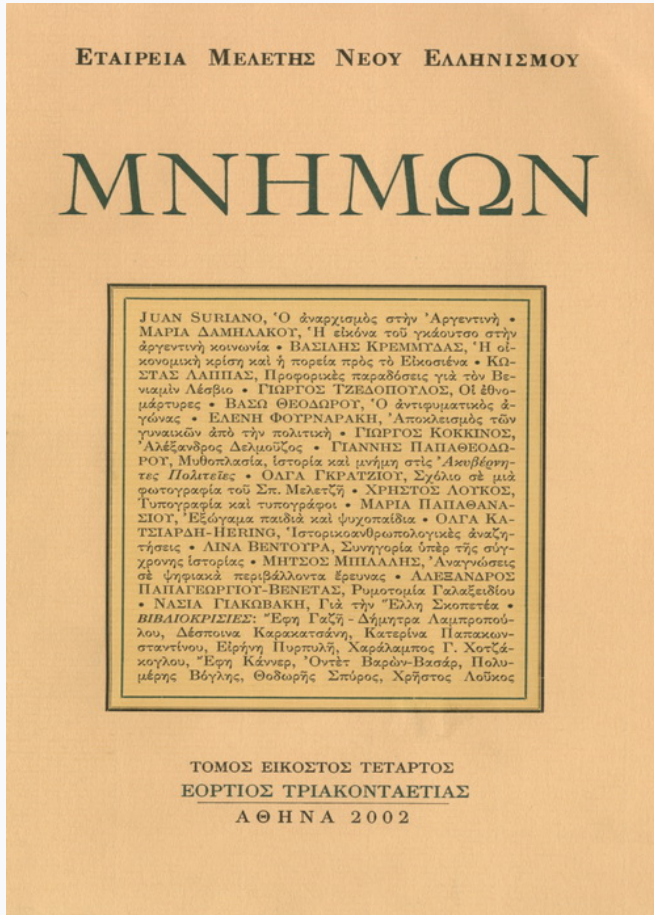 ΕΤΑΙΡΕΙΑ ΜΕΛΕΤΗΣ ΝΕΟΥ ΕΛΛΗΝΙΣΜΟΥ
ΜΝΗΜΩΝ
JUAN SURIANO, Ὁ ἀναρχισμὸς στὴν Ἀργεντινὴ •
ΜΑΡΙΑ ΔΑΜΗΛΑΚΟΥ, Ἡ εἰκόνα τοῦ γκάουτσο στὴν
ἀργεντινὴ κοινωνία • ΒΑΣΙΛΗΣ ΚΡΕΜΜΥΔΑΣ, Ἡ οἰ-
κονομικὴ κρίση καὶ ἡ πορεία πρὸς τὸ Εἰκοσιένα • ΚΩ-
ΣΤΑΣ ΛΑΠΠΑΣ, Προφορικὲς παραδόσεις γιὰ τὸν Βε-
νιαμὶν Λέσβιο • ΓΙΩΡΓΟΣ ΤΖΕΔΟΠΟΥΛΟΣ, Οἱ ἐθνο-
μάρτυρες • ΒΑΣΩ ΘΕΟΔΩΡΟΥ, Ὁ ἀντιφυματικὸς ἀ-
γώνας • ΕΛΕΝΗ ΦΟΥΡΝΑΡΑΚΗ, Ἀποκλεισμὸς τῶν
γυναικῶν ἀπὸ τὴν πολιτικὴ • ΓΙΩΡΓΟΣ ΚΟΚΚΙΝΟΣ,
Ἀλέξανδρος Δελμοῦζος • ΓΙΑΝΝΗΣ ΠΑΠΑΘΕΟΔΩ-
ΡΟΥ, Μυθοπλασία, ἱστορία καὶ μνήμη στὶς Ἀκυβέρνη-
τες Πολιτεῖες • ΟΛΓΑ ΓΚΡΑΤΖΙΟΥ, Σχόλιο σὲ μιὰ
φωτογραφία τοῦ Σπ. Μελετζῆ • ΧΡΗΣΤΟΣ ΛΟΥΚΟΣ,
Τυπογραφία καὶ τυπογράφοι • ΜΑΡΙΑ ΠΑΠΑΘΑΝΑ-
ΣΙΟΥ, Ἐξώγαμα παιδιὰ καὶ ψυχοπαίδια • ΟΛΓΑ ΚΑ-
ΤΣΙΑΡΔΗ-HERING, Ἱστορικοανθρωπολογικὲς ἀναζη-
τήσεις • ΛΙΝΑ ΒΕΝΤΟΥΡΑ, Συνηγορία ὑπὲρ τῆς σύγ-
χρονης ἱστορίας • ΜΗΤΣΟΣ ΜΠΙΛΑΛΗΣ, Ἀναγνώσεις
σὲ ψηφιακὰ περιβάλλοντα ἔρευνας • ΑΛΕΞΑΝΔΡΟΣ
ΠΑΠΑΓΕΩΡΓΙΟΥ-ΒΕΝΕΤΑΣ, Ρυμοτομία Γαλαξειδίου
• ΝΑΣΙΑ ΓΙΑΚΩΒΑΚΗ, Γιὰ τὴν Ἕλλη Σκοπετέα •
ΒΙΒΛΙΟΚΡΙΣΙΕΣ: Ἔφη Γαζῆ - Δήμητρα Λαμπροπού-
λου, Δέσποινα Καρακατσάνη, Κατερίνα Παπακων-
σταντίνου, Εἰρήνη Πυρπυλῆ, Χαράλαμπος Γ. Χοτζά-
κογλου, Ἔφη Κάννερ, Ὀντὲτ Βαρών-Βασάρ, Πολυ-
μέρης Βόγλης, Θοδωρῆς Σπύρος, Χρῆστος Λοῦκος
ΤΟΜΟΣ ΕΙΚΟΣΤΟΣ ΤΕΤΑΡΤΟΣ
ΕΟΡΤΙΟΣ ΤΡΙΑΚΟΝΤΑΕΤΙΑΣ
ΑΘΗΝΑ 2002